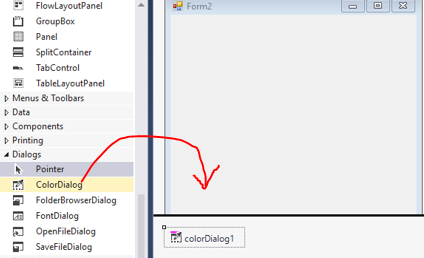 FlowLayoutPanel
GroupBox
Panel
SplitContainer
TabControl
TableLayoutPanel
Menus & Toolbars
Data
Components
Printing
Dialogs
Pointer
ColorDialog
FolderBrowserDialog
FontDialog
OpenFileDialog
SaveFileDialog
Form2
colorDialog1